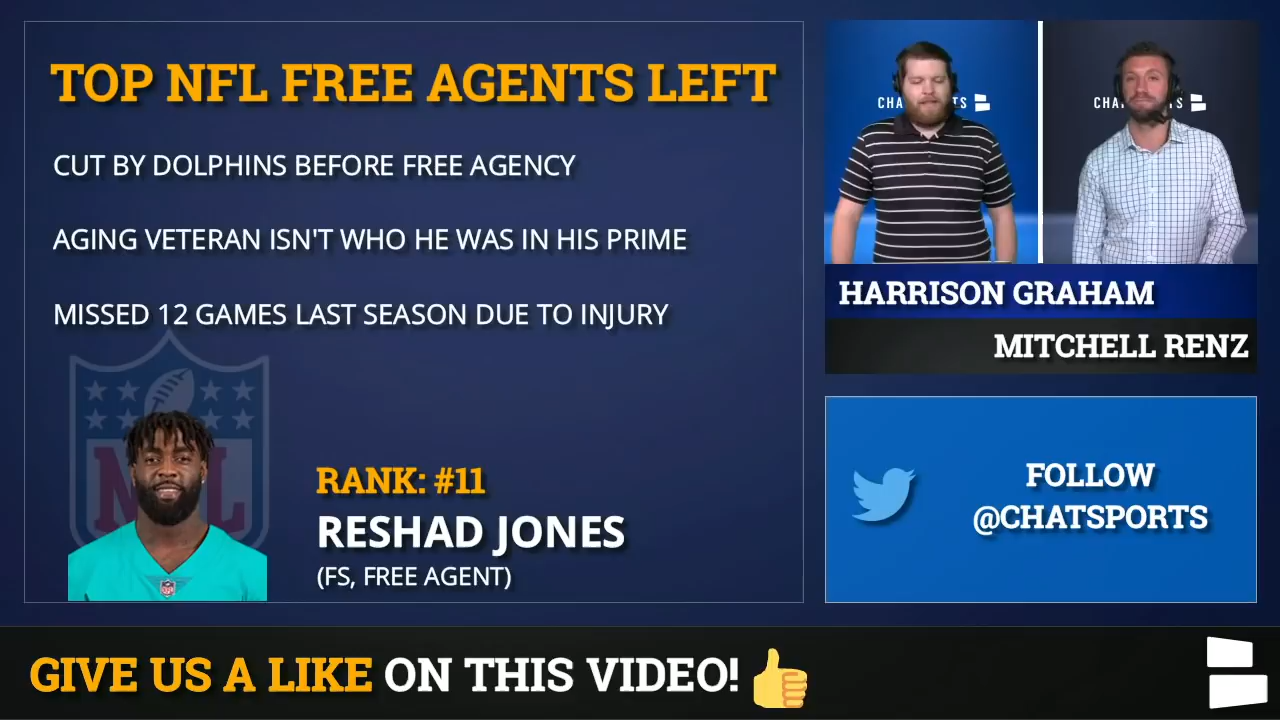 TOP NFL FREE AGENTS LEFT
CUT BY DOLPHINS BEFORE FREE AGENCY
AGING VETERAN ISN'T WHO HE WAS IN HIS PRIME
MISSED 12 GAMES LAST SEASON DUE TO INJURY
RANK: #11
RESHAD JONES
(FS, FREE AGENT)
HARRISON GRAHAM
MITCHELL RENZ
FOLLOW
@CHATSPORTS
GIVE US A LIKE ON THIS VIDEO!